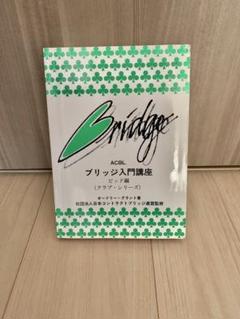 Bridge
ACBL
ブリッジ入門講座
ビッド編
(クラブ・シリーズ)
オードリー・グラント著
社団法人日本コントラクトブリッジ連盟監修